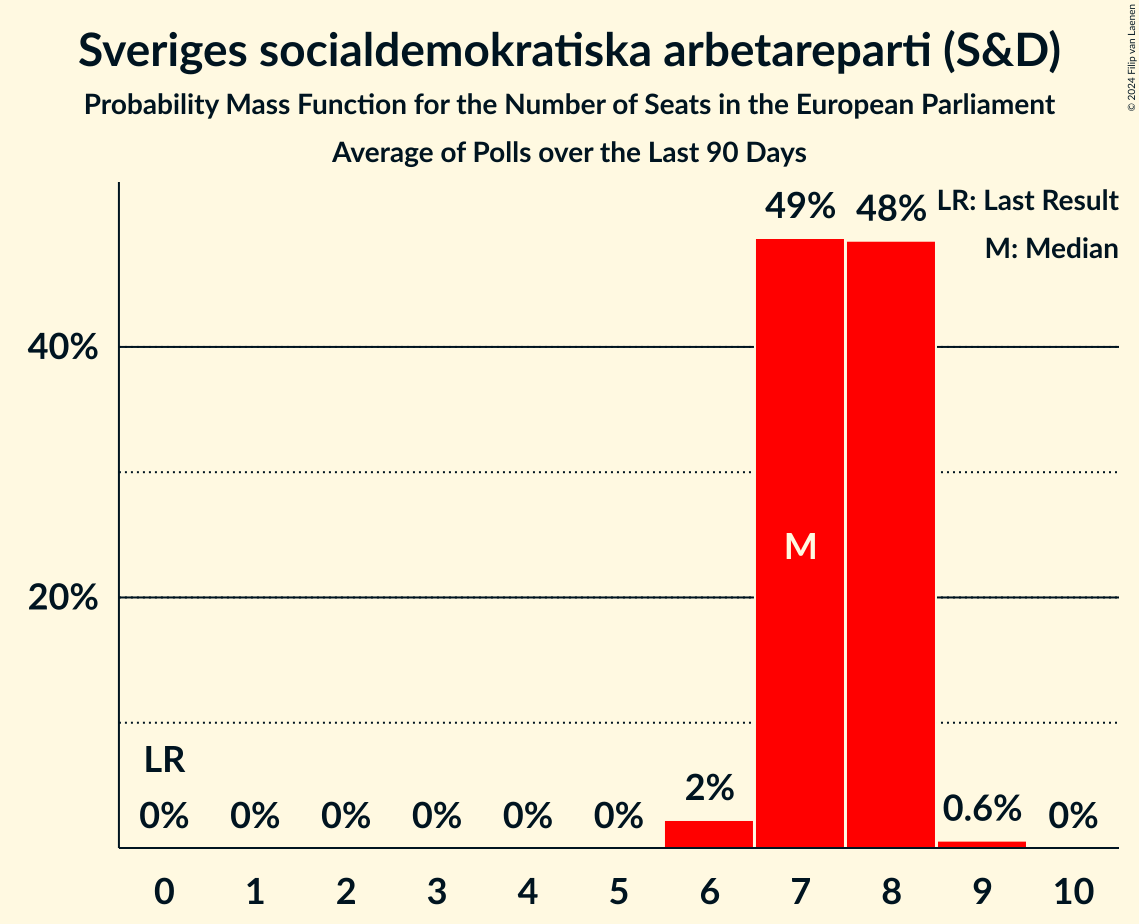 Sveriges socialdemokratiska arbetareparti (S&D)
Probability Mass Function for the Number of Seats in the European Parliament
Average of Polls over the Last 90 Days
© 2024 Filip van Laenen
LR: Last Result
M: Median
49%
48%
40%
M
20%
LR
0%
0%
0%
0%
0%
0%
2%
0.6%
0%
0 1 2 3 4 5 6 7 8 9 10